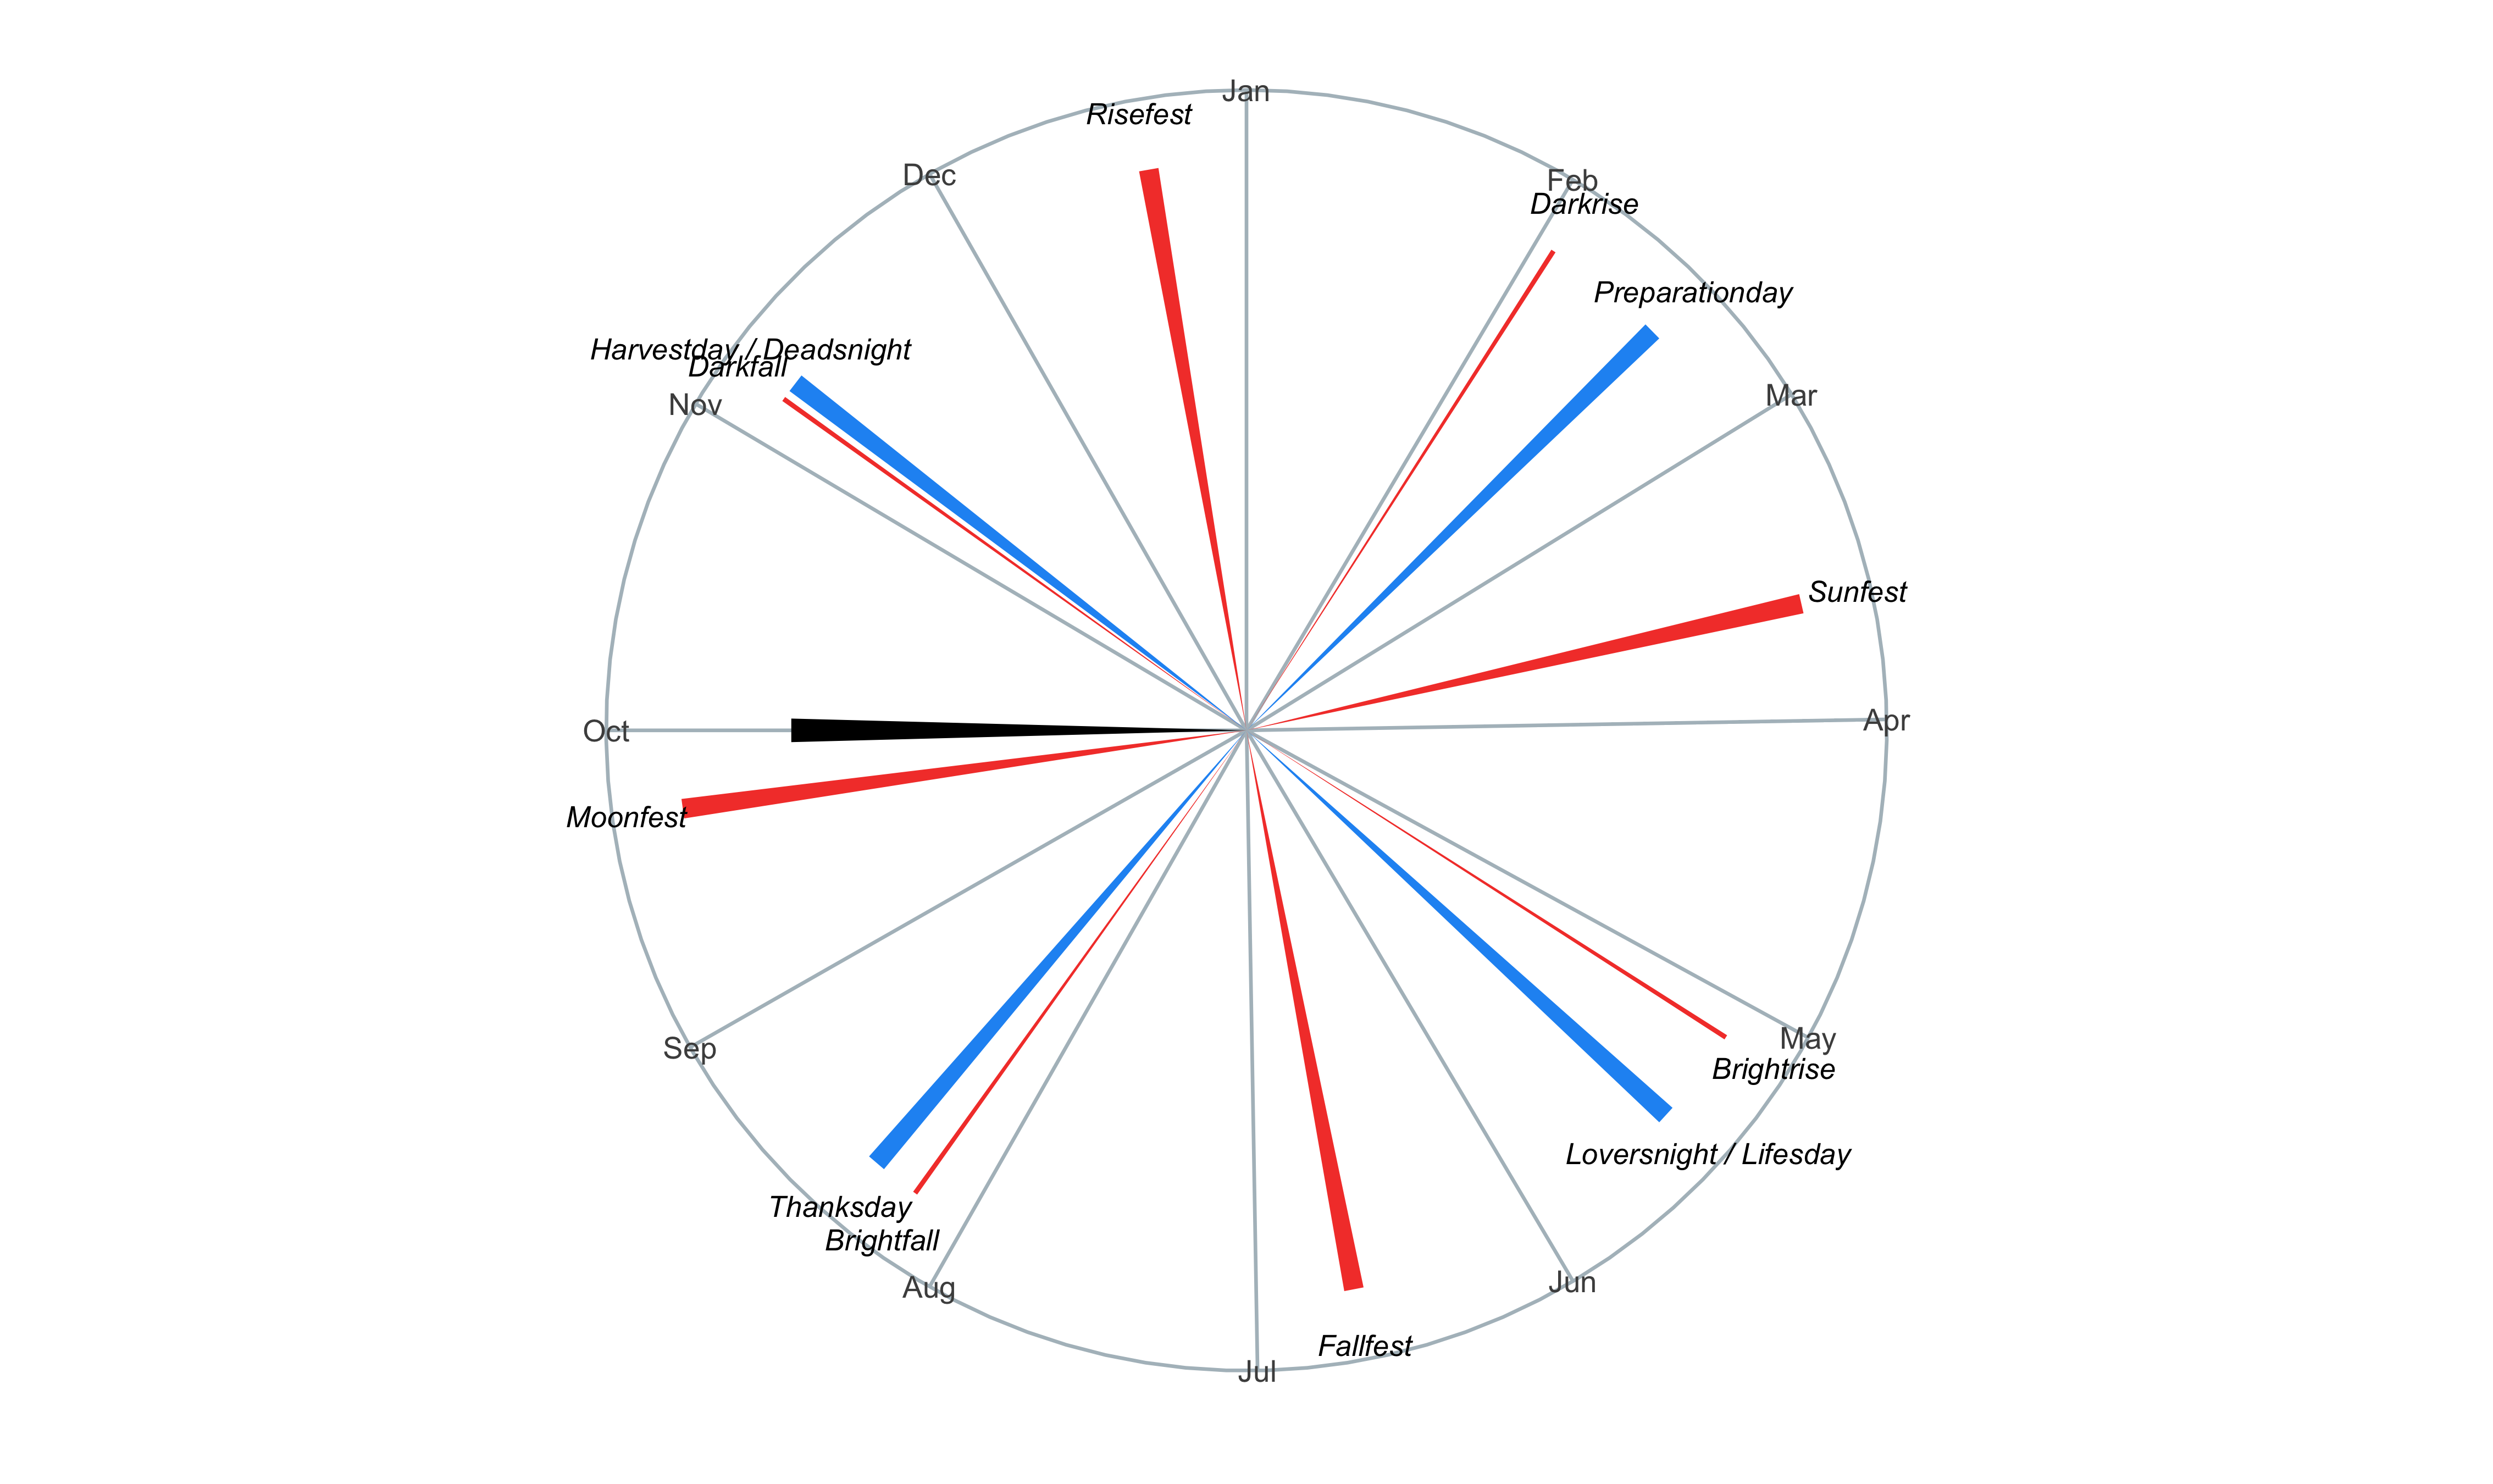 Jan
Risefest
Dec
Feb
Darkrise
Preparationday
Harvestday / Deadsnight
Darkfall
Nov
Mar
Sunfest
Oct
Apr
Moonfest
Sep
May
Brightrise
Loversnight / Lifesday
Thanksday
Brightfall
Aug
Jun
Fallfest
Jul